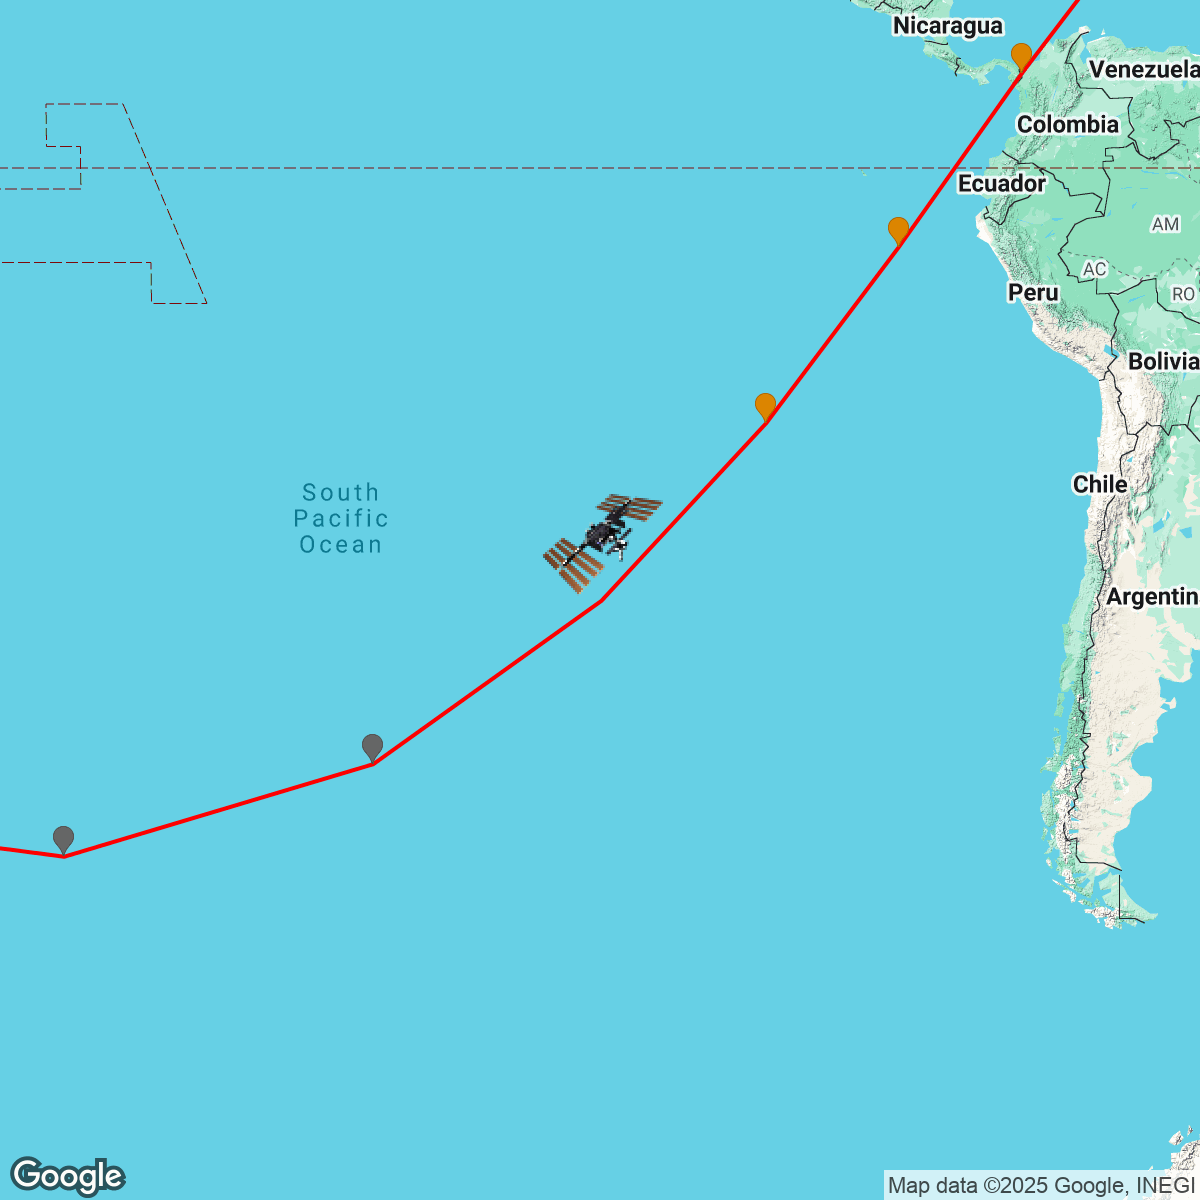 Nicaragua
Venezuela
Colombia
Ecuador
AM
AC
Peru
RO
Bolivia
South
Pacific
Ocean
Chile
Argentin
Google
Map data ©2025 Google, INEGI